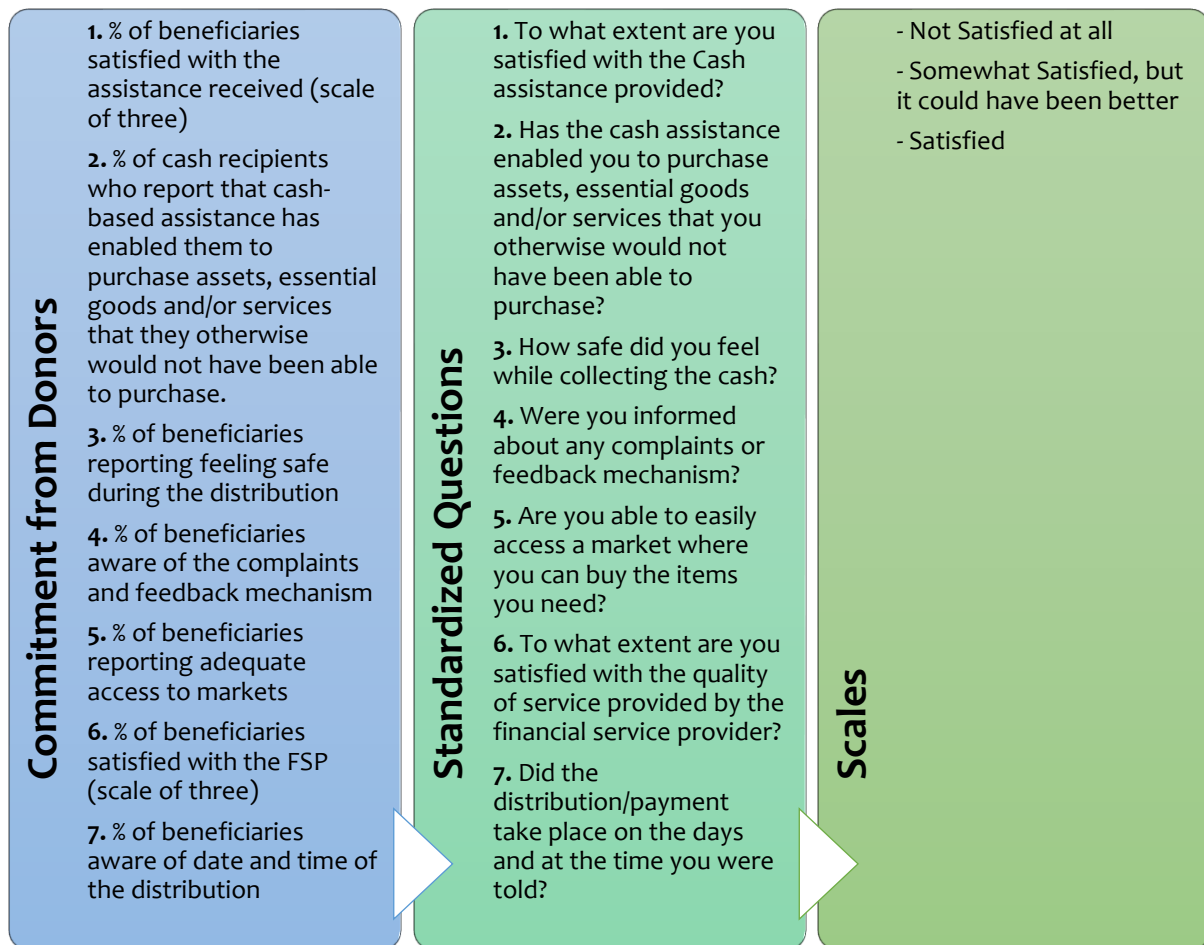 Commitment from Donors
1. % of beneficiaries
satisfied with the
assistance received (scale
of three)
2. % of cash recipients
who report that cash-
based assistance has
enabled them to
purchase assets, essential
goods and/or services
that they otherwise
would not have been able
to purchase.
3. % of beneficiaries
reporting feeling safe
during the distribution
4. % of beneficiaries
aware of the complaints
and feedback mechanism
5. % of beneficiaries
reporting adequate
access to markets
6. % of beneficiaries
satisfied with the FSP
(scale of three)
7. % of beneficiaries
aware of date and time of
the distribution
Standardized Questions
1. To what extent are you
satisfied with the Cash
assistance provided?
2. Has the cash assistance
enabled you to purchase
assets, essential goods
and/or services that you
otherwise would not
have been able to
purchase?
3. How safe did you feel
while collecting the cash?
4. Were you informed
about any complaints or
feedback mechanism?
5. Are you able to easily
access a market where
you can buy the items
you need?
6. To what extent are you
satisfied with the quality
of service provided by the
financial service provider?
7. Did the
distribution/payment
take place on the days
and at the time you were
told?
Scales
- Not Satisfied at all
- Somewhat Satisfied, but
it could have been better
- Satisfied